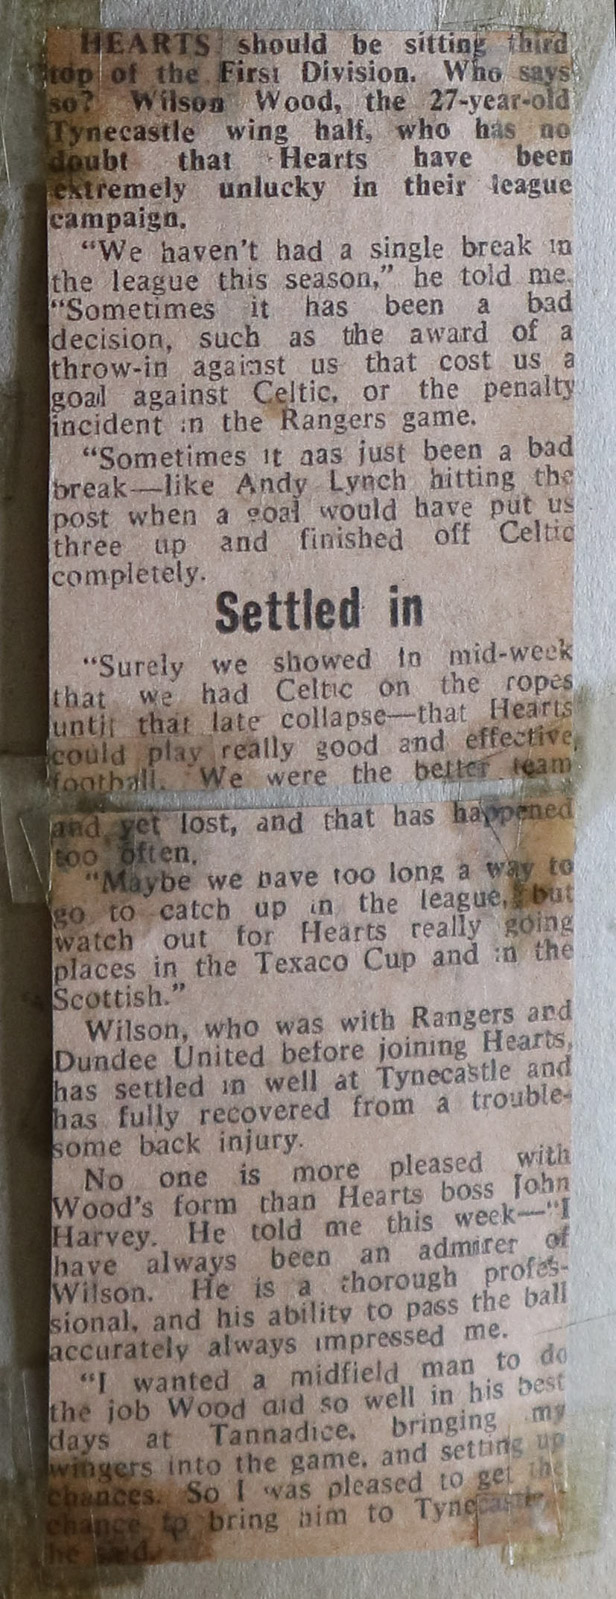 HEARTS should be sitting third
top of the First Division. Who says
so? Wilson Wood, the 27-year-old
Tynecastle wing half, who has no
doubt that Hearts have been
extremely unlucky in their league
campaign.
"We haven't had a single break in
the league this season," he told me.
"Sometimes it has been a bad
decision, such as the award of a
throw-in against us that cost us a
goal against Celtic, or the penalty
incident in the Rangers game.
"Sometimes it has just been a bad
break—like Andy Lynch hitting the
post when a goal would have put us
three up and finished off Celtic
completely.
Settled in
"Surely we showed in mid-week
that we had Celtic on the ropes
until that late collapse—that Hearts
could play really good and effective
football. We were the better team
and yet lost, and that has happened
too often.
"Maybe we have too long a way to
go to catch up in the league, but
watch out for Hearts really going
places in the Texaco Cup and in the
Scottish."
Wilson, who was with Rangers and
Dundee United before joining Hearts,
has settled in well at Tynecastle and
has fully recovered from a trouble-
some back injury.
No one is more pleased with
Wood's form than Hearts boss John
Harvey. He told me this week—"I
have always been an admirer of
Wilson. He is a thorough profes-
sional, and his ability to pass the ball
accurately always impressed me.
"I wanted a midfield man to do
the job Wood did so well in his best
days at Tannadice, bringing my
wingers into the game, and setting up
chances. So I was pleased to get the
chance to bring him to Tynecastle,"
he said.